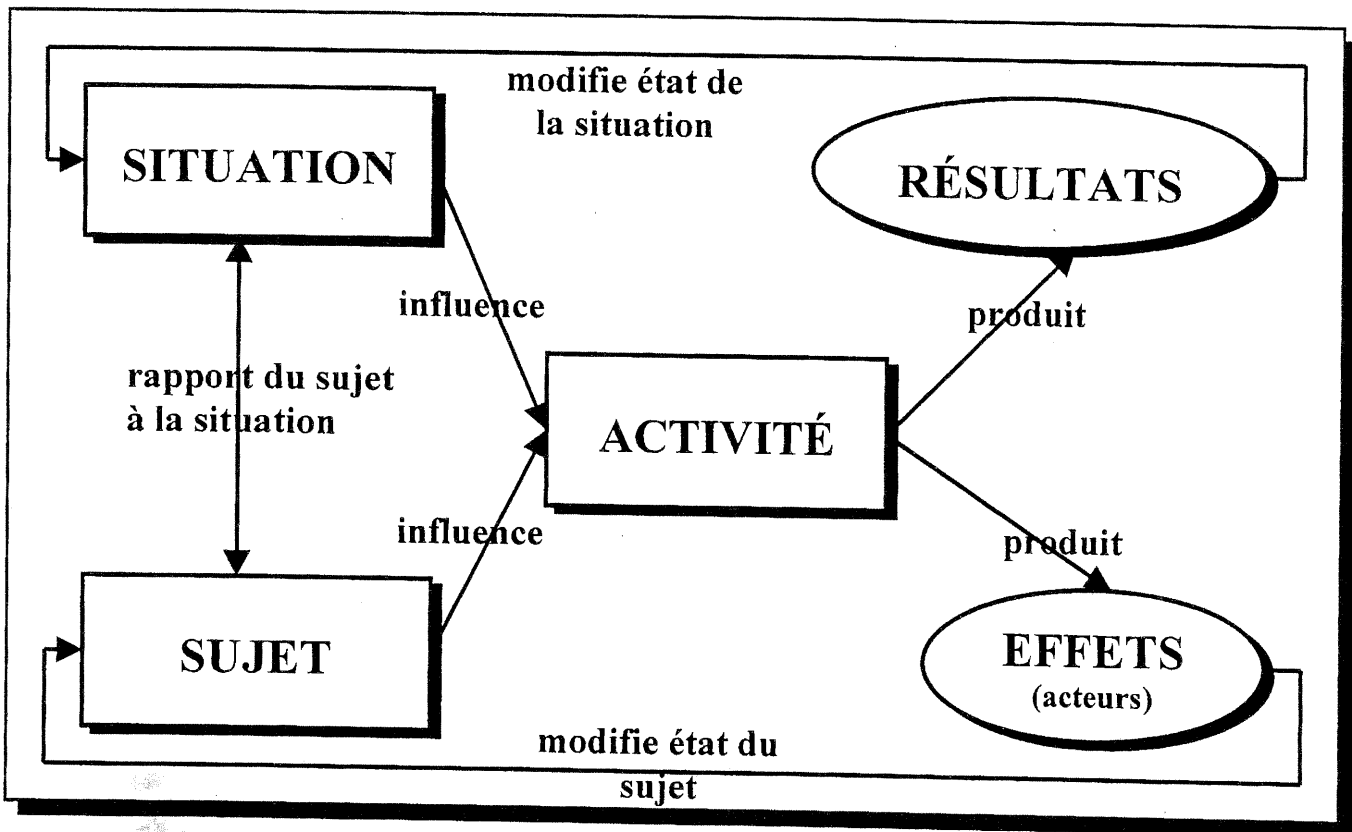 modifie état de
la situation
SITUATION
RÉSULTATS
influence
produit
rapport du sujet
à la situation
ACTIVITÉ
influence
produit
SUJET
EFFETS
(acteurs)
modifie état du
sujet